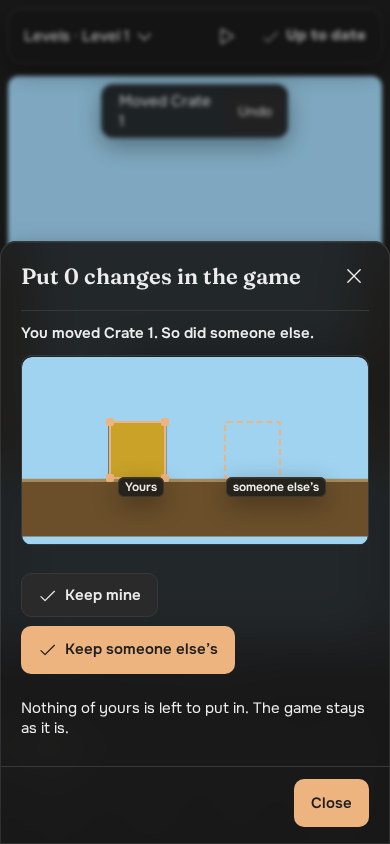 Levels · Level 1
Up to date
Moved Crate
1
Undo
Put 0 changes in the game
You moved Crate 1. So did someone else.
Yours
someone else's
Keep mine
Keep someone else’s
Nothing of yours is left to put in. The game stays
as it is.
Close